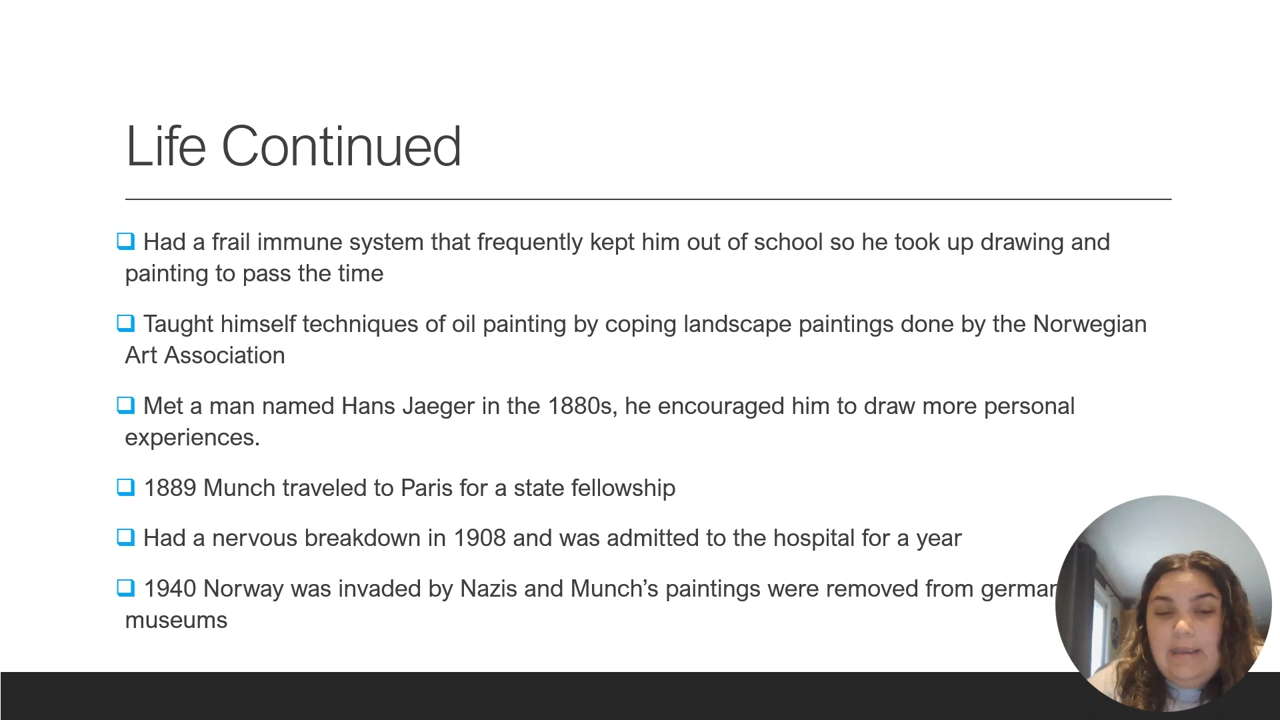 Life Continued
Had a frail immune system that frequently kept him out of school so he took up drawing and
painting to pass the time
Taught himself techniques of oil painting by coping landscape paintings done by the Norwegian
Art Association
Met a man named Hans Jaeger in the 1880s, he encouraged him to draw more personal
experiences.
1889 Munch traveled to Paris for a state fellowship
Had a nervous breakdown in 1908 and was admitted to the hospital for a year
1940 Norway was invaded by Nazis and Munch’s paintings were removed from german
museums